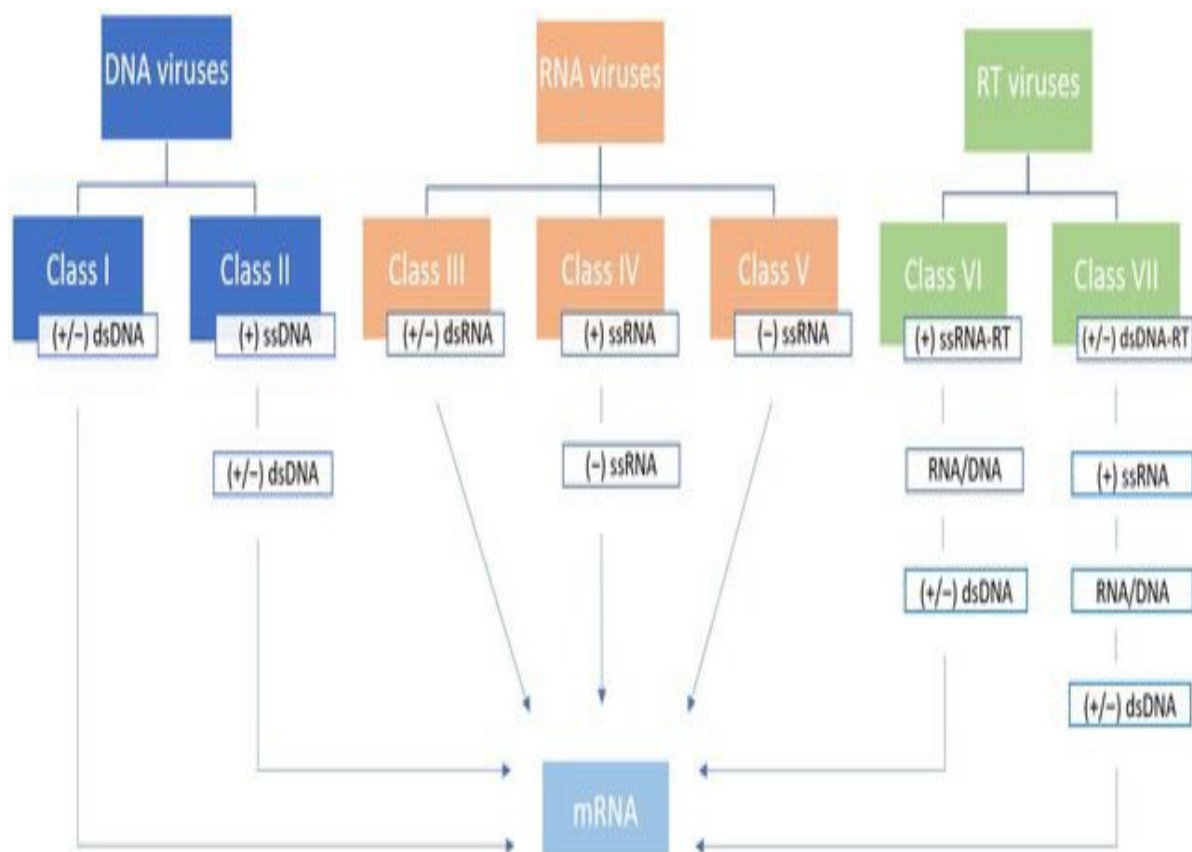 DNA viruses
RNA viruses
RT viruses
Class I
Class II
Class III
Class IV
Class V
Class VI
Class VII
(+/−) dsDNA
(+) ssDNA
(+/−) dsRNA
(+) ssRNA
(−) ssRNA
(+) ssRNA-RT
(+/−) dsDNA-RT
(+/−) dsDNA
(−) ssRNA
RNA/DNA
(+) ssRNA
(+/−) dsDNA
RNA/DNA
(+/−) dsDNA
mRNA